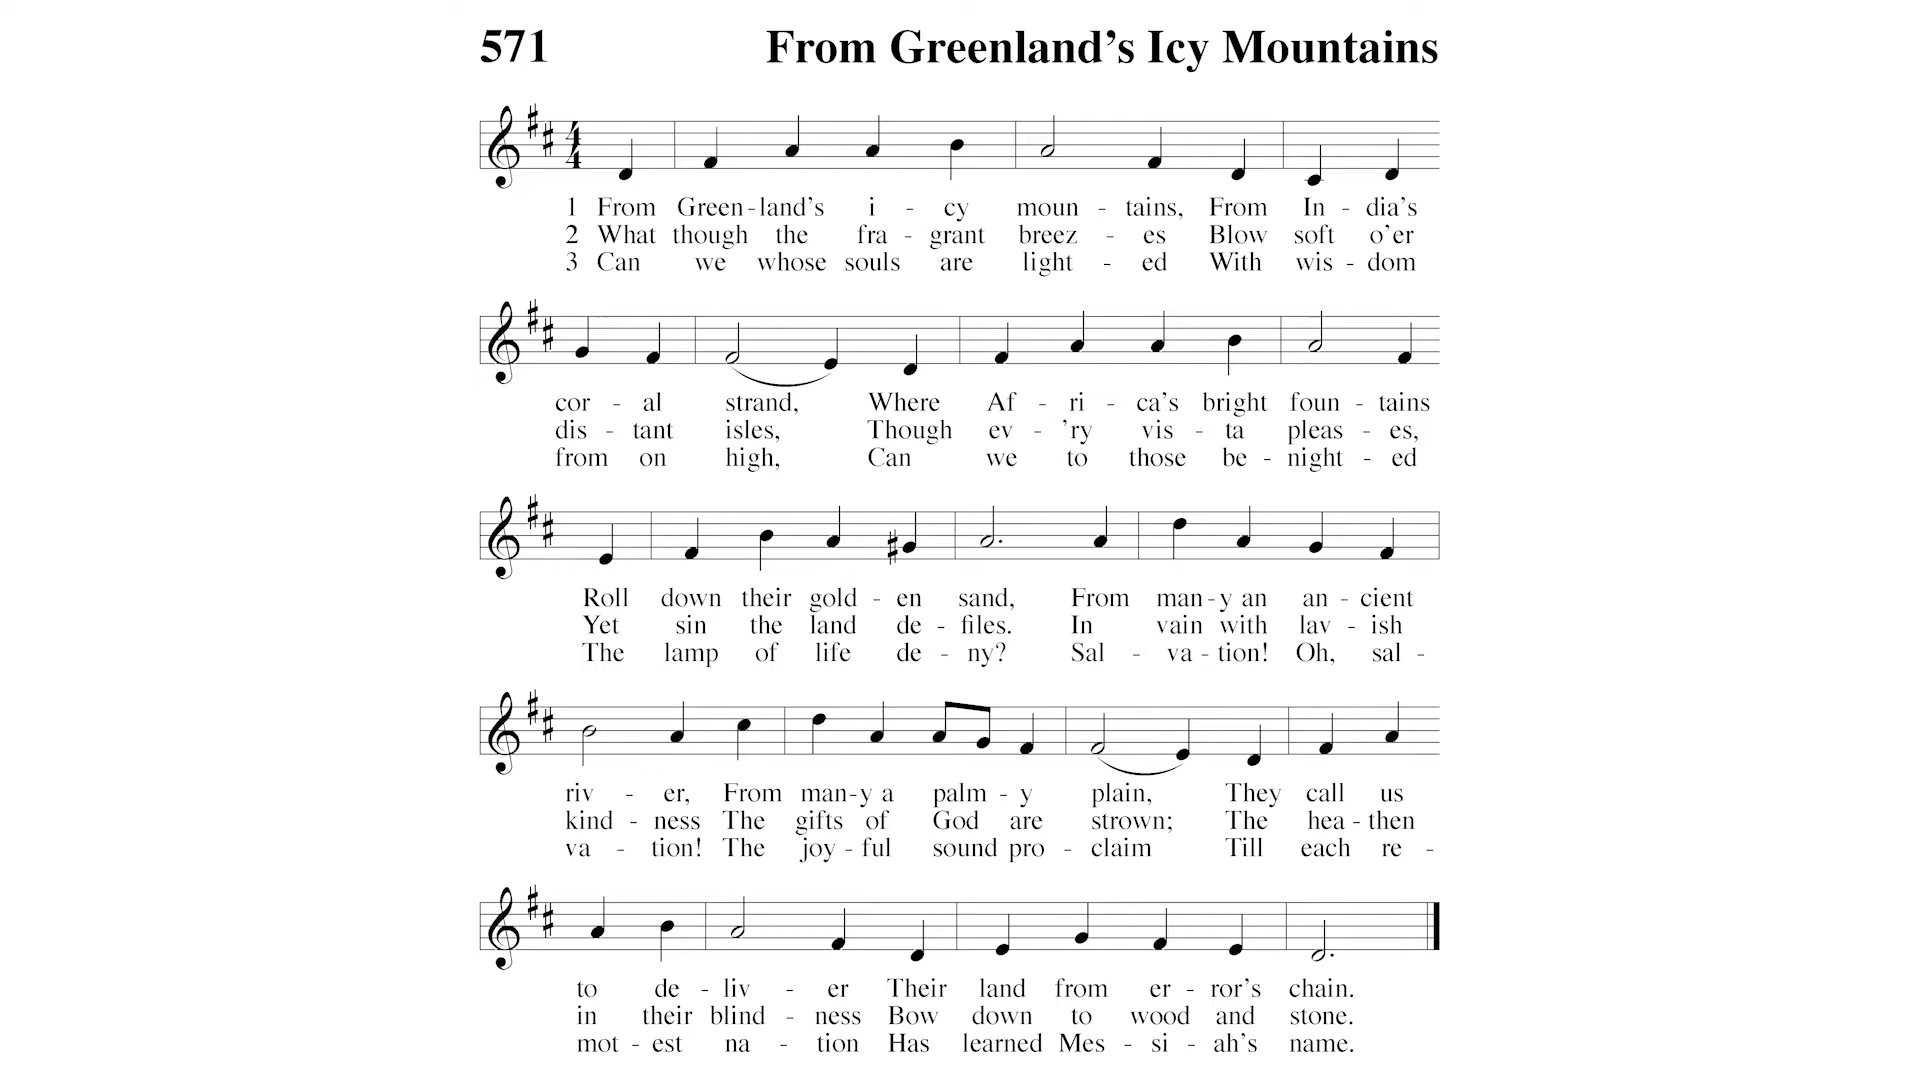 571 From Greenland’s Icy Mountains
1 From Green-land’s i - cy moun - tains, From In - dia’s
2 What though the fra - grant breez - es Blow soft o’er
3 Can we whose souls are light - ed With wis - dom
cor - al strand, Where Af - ri - ca’s bright foun - tains
dis - tant isles, Though ev - ’ry vis - ta pleas - es,
from on high, Can we to those be - night - ed
Roll down their gold - en sand, From man - y an an - cient
Yet sin the land de - files. In vain with lav - ish
The lamp of life de - ny? Sal - va - tion! Oh, sal -
riv - er, From man-y a palm - y plain, They call us
kind - ness The gifts of God are strown; The hea - then
va - tion! The joy - ful sound pro - claim Till each re -
to de - liv - er Their land from er - ror’s chain.
in their blind - ness Bow down to wood and stone.
mot - est na - tion Has learned Mes - si - ah’s name.